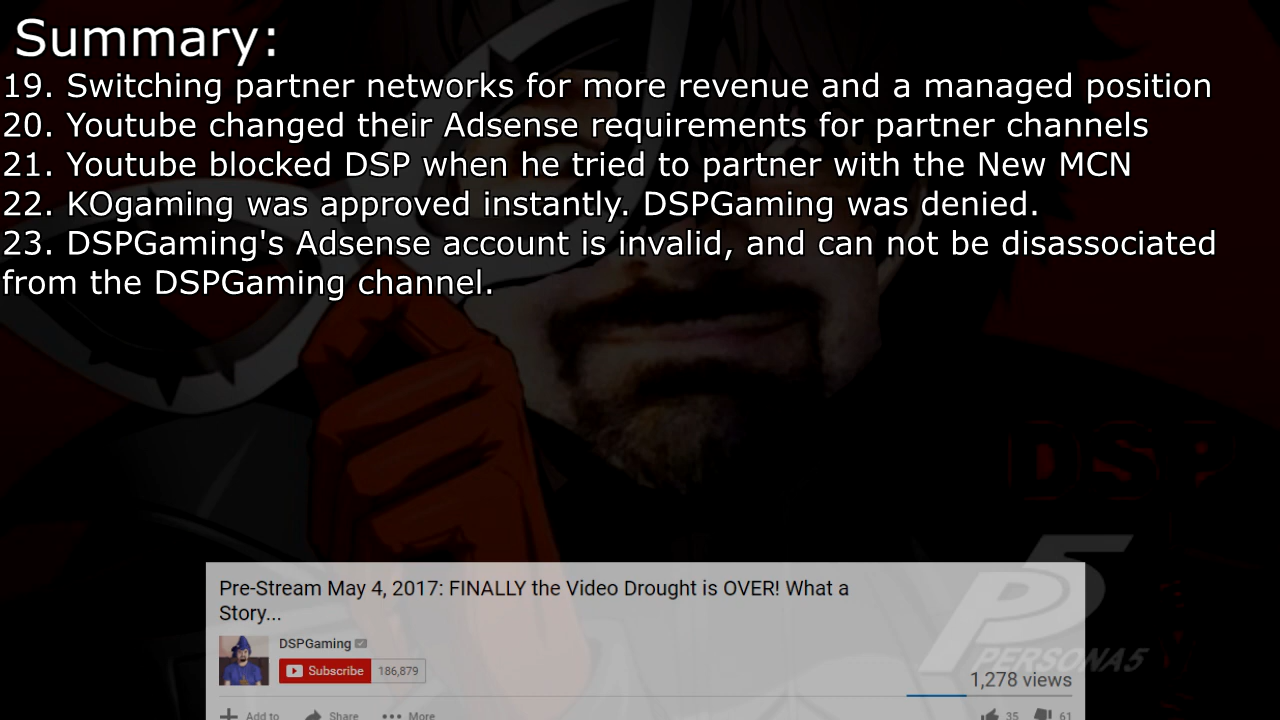 Summary:
19. Switching partner networks for more revenue and a managed position
20. Youtube changed their Adsense requirements for partner channels
21. Youtube blocked DSP when he tried to partner with the New MCN
22. KOgaming was approved instantly. DSPGaming was denied.
23. DSPGaming's Adsense account is invalid, and can not be disassociated
from the DSPGaming channel.
DSP
Pre-Stream May 4, 2017: FINALLY the Video Drought is OVER! What a
Story...
DSPGaming
Subscribe 186,879
P5
PERSONA5
1,278 views
Add to Share More 35 61